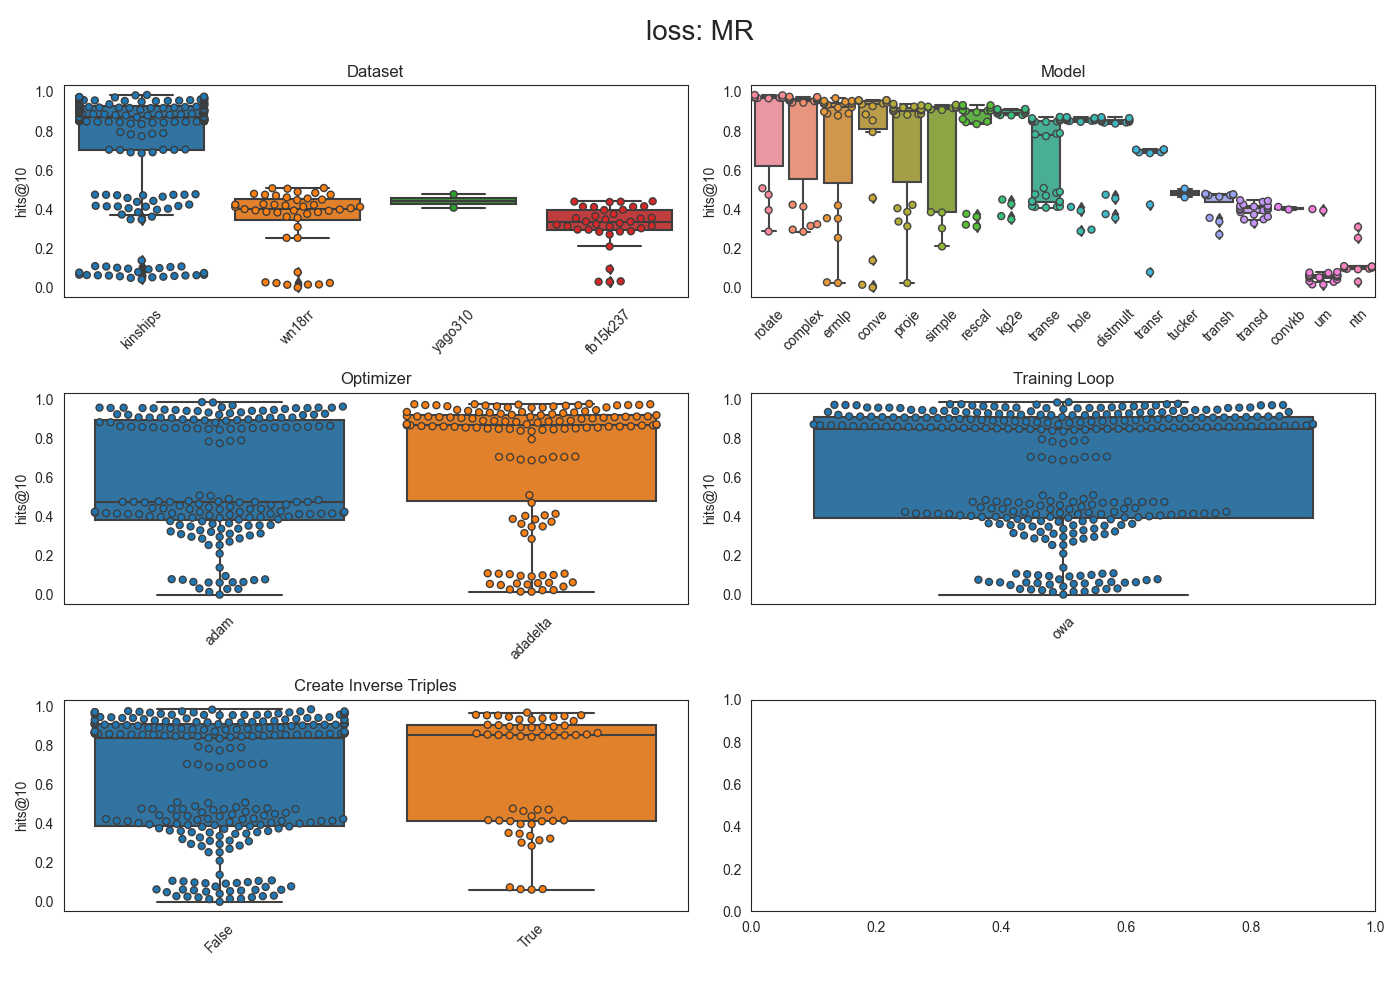 loss: MR
Dataset
hits@10
1.0
0.8
0.6
0.4
0.2
0.0
kinships
wn18rr
yago310
fb15k237
Model
hits@10
1.0
0.8
0.6
0.4
0.2
0.0
rotate
complex
ermlp
conve
proje
simple
rescal
kg2e
transe
hole
distmult
transr
tucker
transh
transd
convkb
um
ntn
Optimizer
hits@10
1.0
0.8
0.6
0.4
0.2
0.0
adam
adadelta
Training Loop
hits@10
1.0
0.8
0.6
0.4
0.2
0.0
owa
Create Inverse Triples
hits@10
1.0
0.8
0.6
0.4
0.2
0.0
False
True
1.0
0.8
0.6
0.4
0.2
0.0
0.0 0.2 0.4 0.6 0.8 1.0